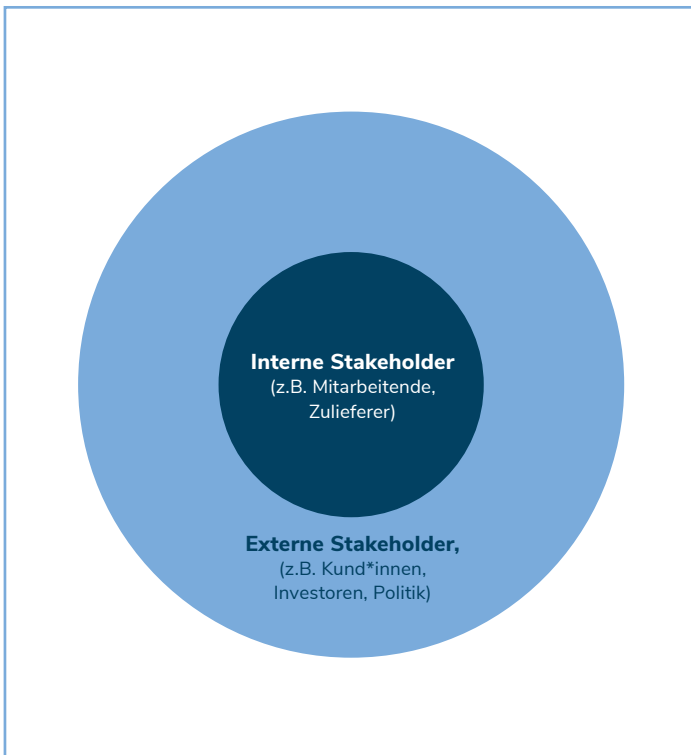 Interne Stakeholder
(z.B. Mitarbeitende,
Zulieferer)
Externe Stakeholder,
(z.B. Kund*innen,
Investoren, Politik)